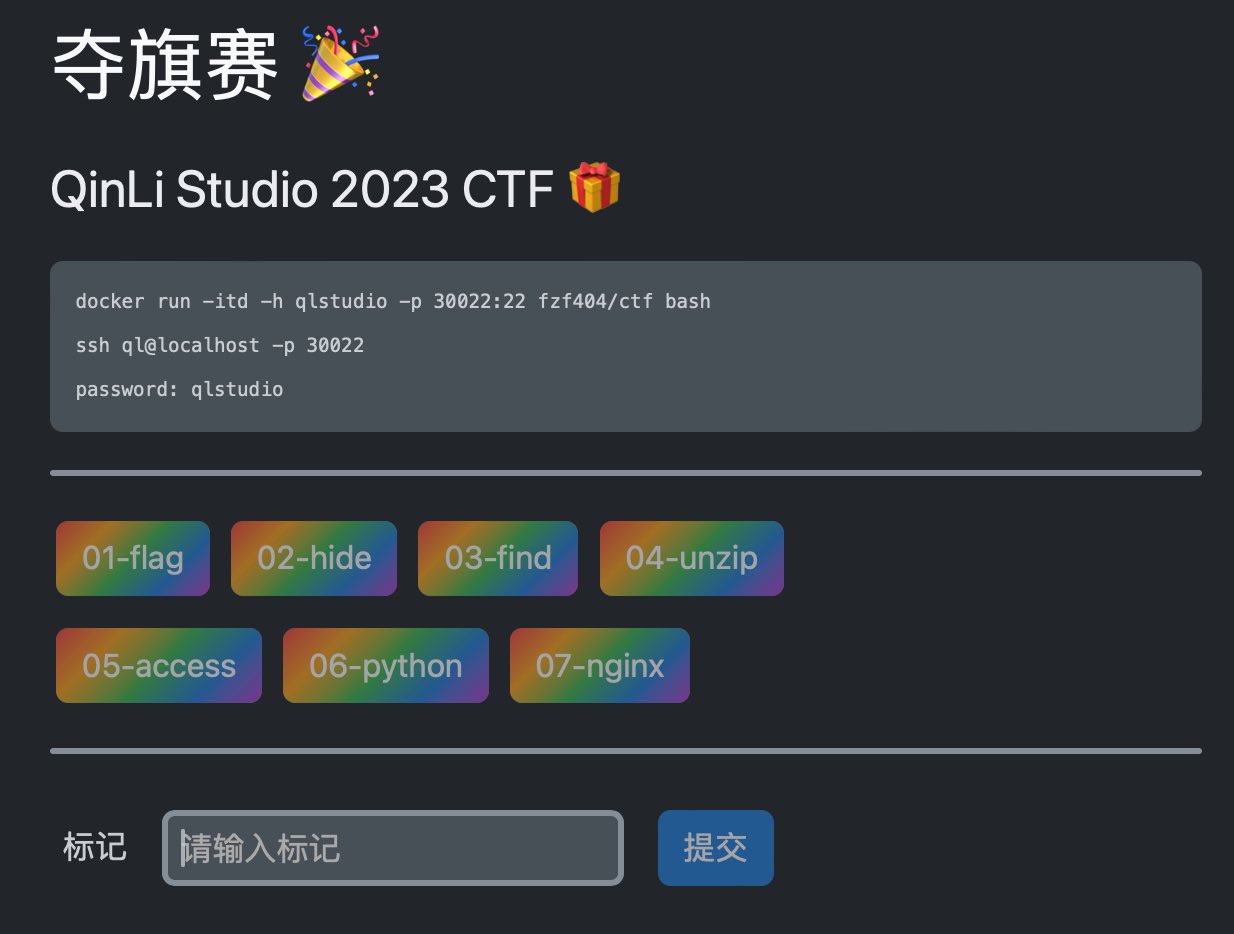 夺旗赛 🎉
QinLi Studio 2023 CTF 🎁
docker run -itd -h qlstudio -p 30022:22 fzf404/ctf bash
ssh ql@localhost -p 30022
password: qlstudio
01-flag 02-hide 03-find 04-unzip
05-access 06-python 07-nginx
标记 请输入标记 提交